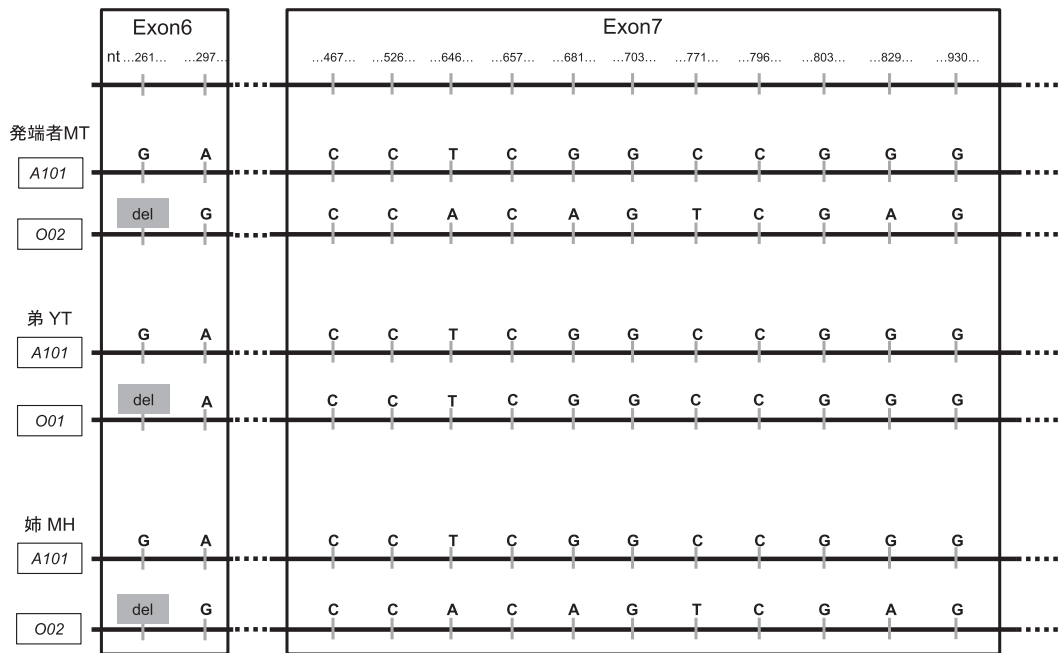 Exon6 Exon7
nt ...261... ...297... ...467... ...526... ...646... ...657... ...681... ...703... ...771... ...796... ...803... ...829... ...930...
発端者MT
G A C C T C G G C C G G G
A101
del G C C A C A G T C G A G
O02
弟 YT
G A C C T C G G C C G G G
A101
del A C C T C G G C C G G G
O01
姉 MH
G A C C T C G G C C G G G
A101
del G C C A C A G T C G A G
O02